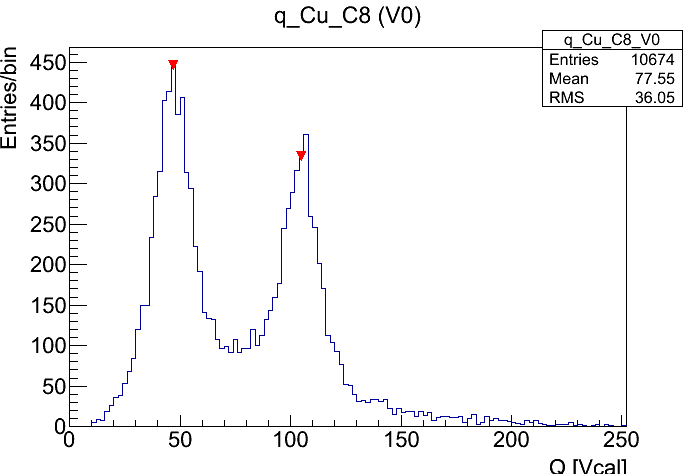 q_Cu_C8 (V0)
q_Cu_C8_V0
Entries 10674
Mean 77.55
RMS 36.05
Entries/bin
450
400
350
300
250
200
150
100
50
0
0 50 100 150 200 250
Q [Vcal]